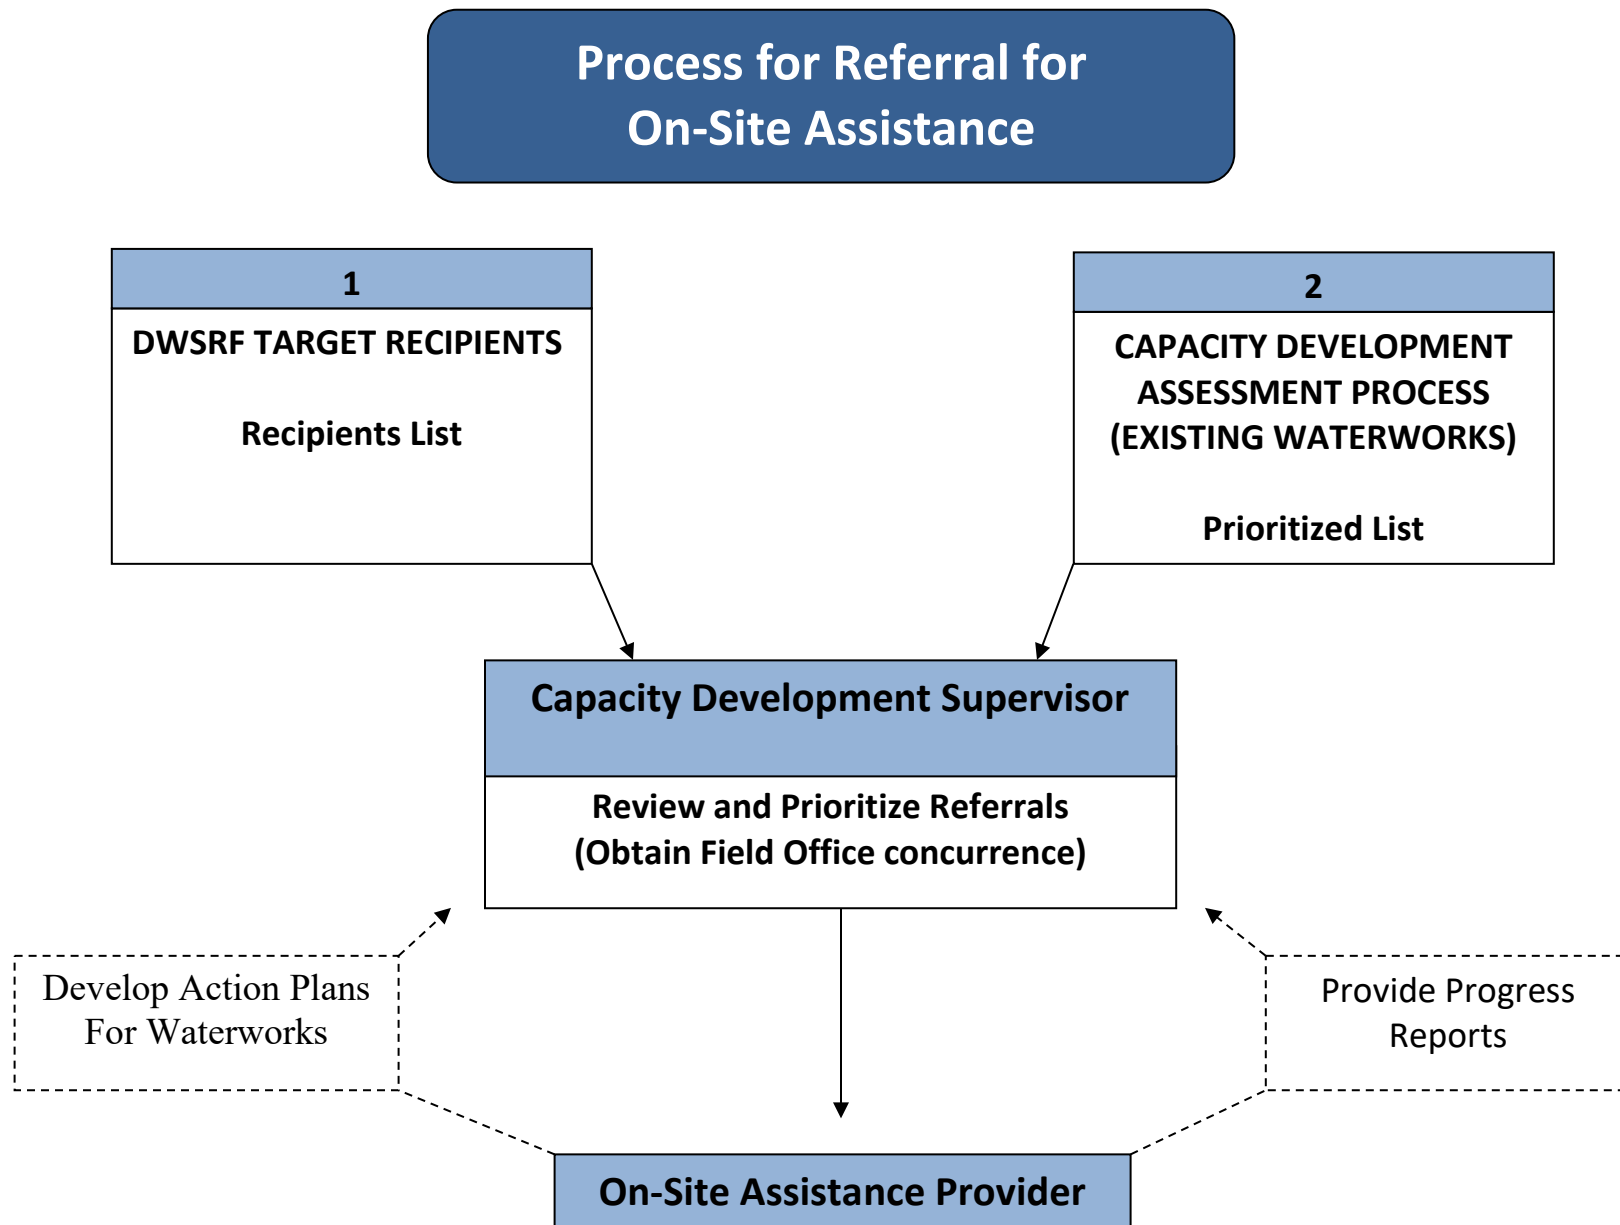 Process for Referral for
On-Site Assistance
1
DWSRF TARGET RECIPIENTS
Recipients List
2
CAPACITY DEVELOPMENT
ASSESSMENT PROCESS
(EXISTING WATERWORKS)
Prioritized List
Capacity Development Supervisor
Review and Prioritize Referrals
(Obtain Field Office concurrence)
Develop Action Plans
For Waterworks
Provide Progress
Reports
On-Site Assistance Provider